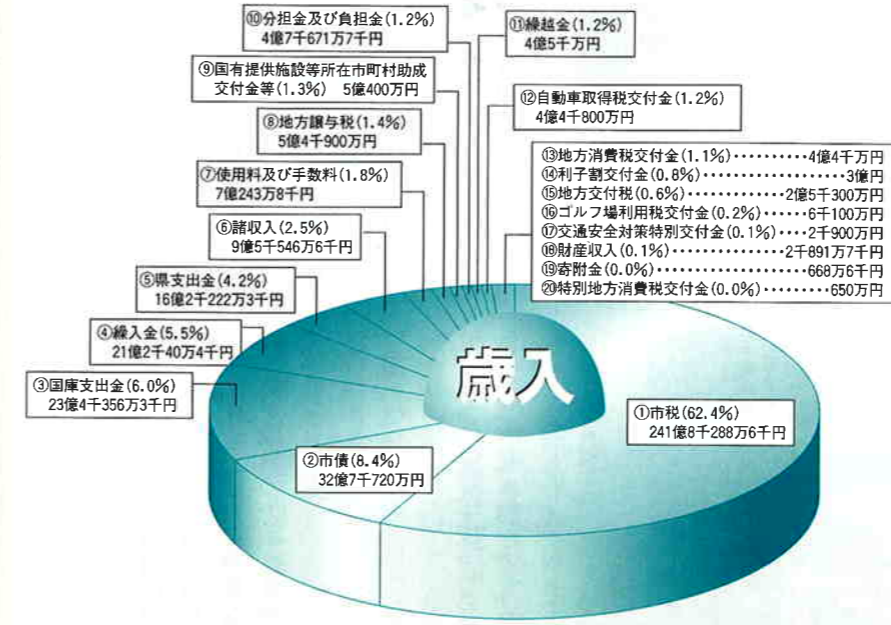 ⑩分担金及び負担金(1.2%)
4億7千671万7千円
⑪繰越金(1.2%)
4億5千万円
⑨国有提供施設等所在市町村助成
交付金等(1.3%) 5億400万円
⑫自動車取得税交付金(1.2%)
4億4千800万円
⑧地方譲与税(1.4%)
5億4千900万円
⑬地方消費税交付金(1.1%)‥‥‥‥‥4億4千万円
⑭利子割交付金(0.8%)‥‥‥‥‥‥‥‥3億円
⑮地方交付税(0.6%)‥‥‥‥‥‥2億5千300万円
⑯ゴルフ場利用税交付金(0.2%)‥‥‥6千100万円
⑰交通安全対策特別交付金(0.1%)‥‥2千900万円
⑱財産収入(0.1%)‥‥‥‥‥‥‥2千891万7千円
⑲寄附金(0.0%)‥‥‥‥‥‥‥‥‥668万6千円
⑳特別地方消費税交付金(0.0%)‥‥‥‥650万円
⑦使用料及び手数料(1.8%)
7億243万8千円
⑥諸収入(2.5%)
9億5千546万6千円
⑤県支出金(4.2%)
16億2千222万3千円
④繰入金(5.5%)
21億2千40万4千円
③国庫支出金(6.0%)
23億4千356万3千円
歳入
①市税(62.4%)
241億8千288万6千円
②市債(8.4%)
32億7千720万円